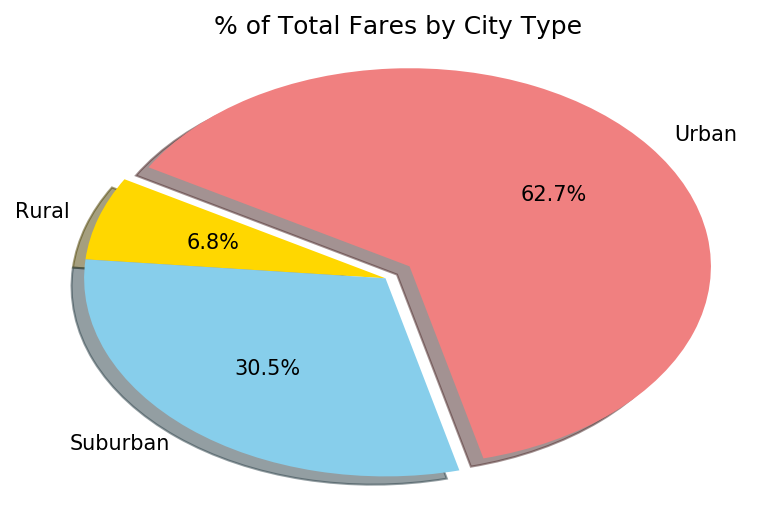 % of Total Fares by City Type
Urban
62.7%
Rural
6.8%
30.5%
Suburban